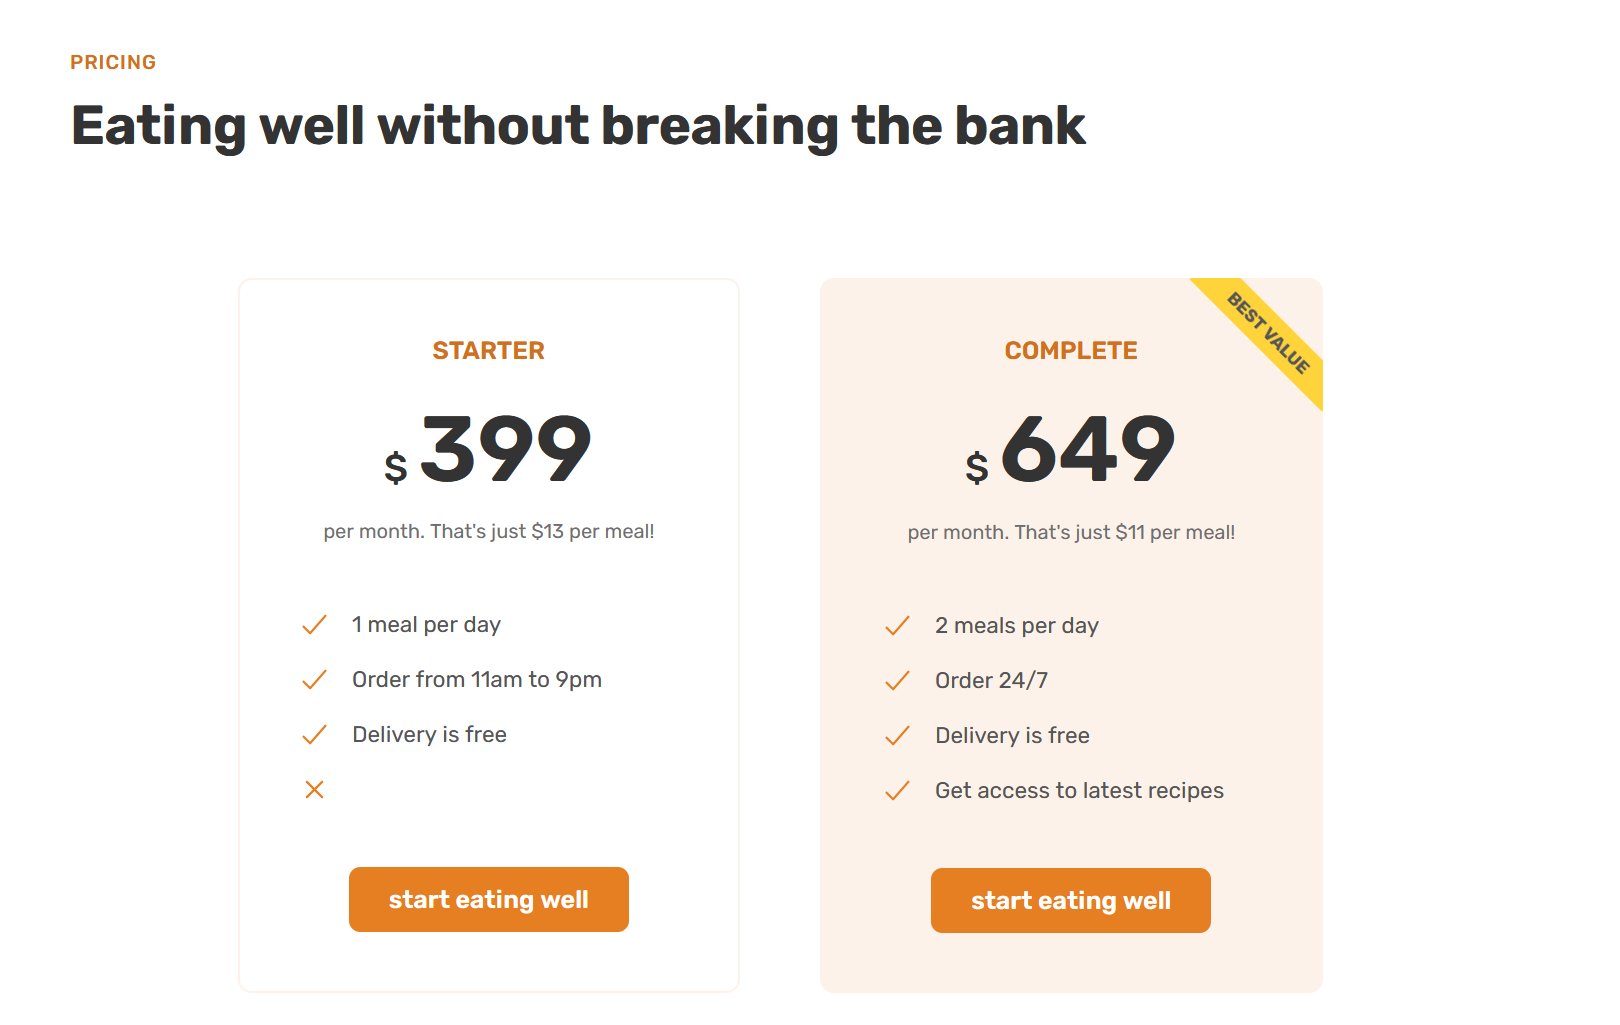 PRICING
Eating well without breaking the bank
STARTER
$ 399
per month. That's just $13 per meal!
1 meal per day
Order from 11am to 9pm
Delivery is free
start eating well
BEST VALUE
COMPLETE
$ 649
per month. That's just $11 per meal!
2 meals per day
Order 24/7
Delivery is free
Get access to latest recipes
start eating well